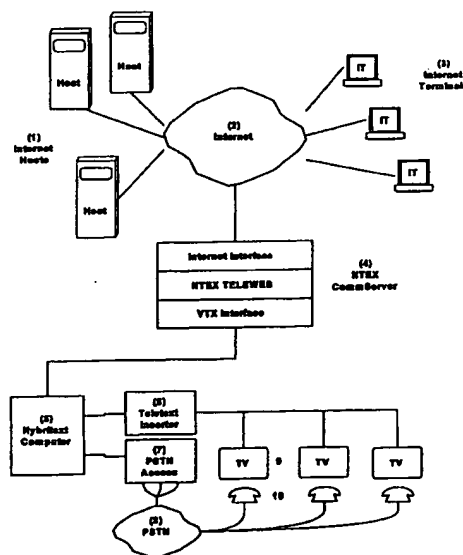 Host
Host
Host
(1)
Internet
Hosts
(2)
Internet
IT
IT
IT
(3)
Internet
Terminal
Internet Interface
NTEX TELEWEB
VTX Interface
(4)
NTEX
CommServer
(5)
Hybritext
Computer
(6)
Teletext
Inserter
(7)
PSTN
Access
TV
9
TV
TV
10
(8)
PSTN